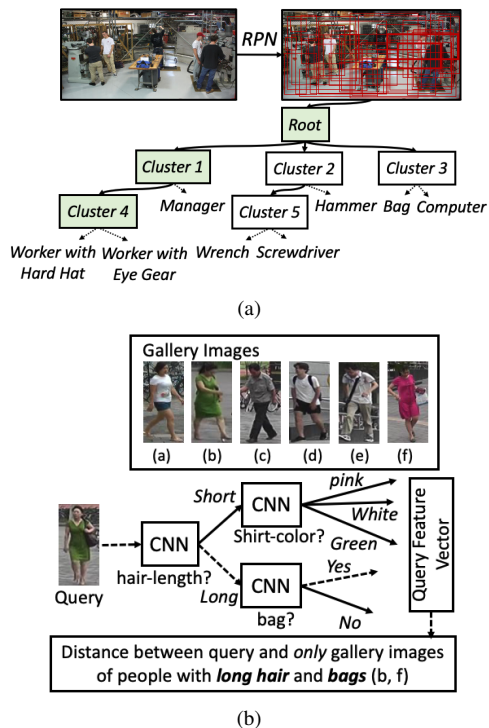 RPN
Root
Cluster 1
Cluster 2
Cluster 3
Cluster 4
Manager
Cluster 5
Hammer
Bag
Computer
Worker with
Hard Hat
Worker with
Eye Gear
Wrench
Screwdriver
(a)
Gallery Images
(a) (b) (c) (d) (e) (f)
Query
CNN
hair-length?
Short
CNN
Shirt-color?
pink
White
Green
Long
CNN
bag?
Yes
No
Query Feature
Vector
Distance between query and only gallery images
of people with long hair and bags (b, f)
(b)